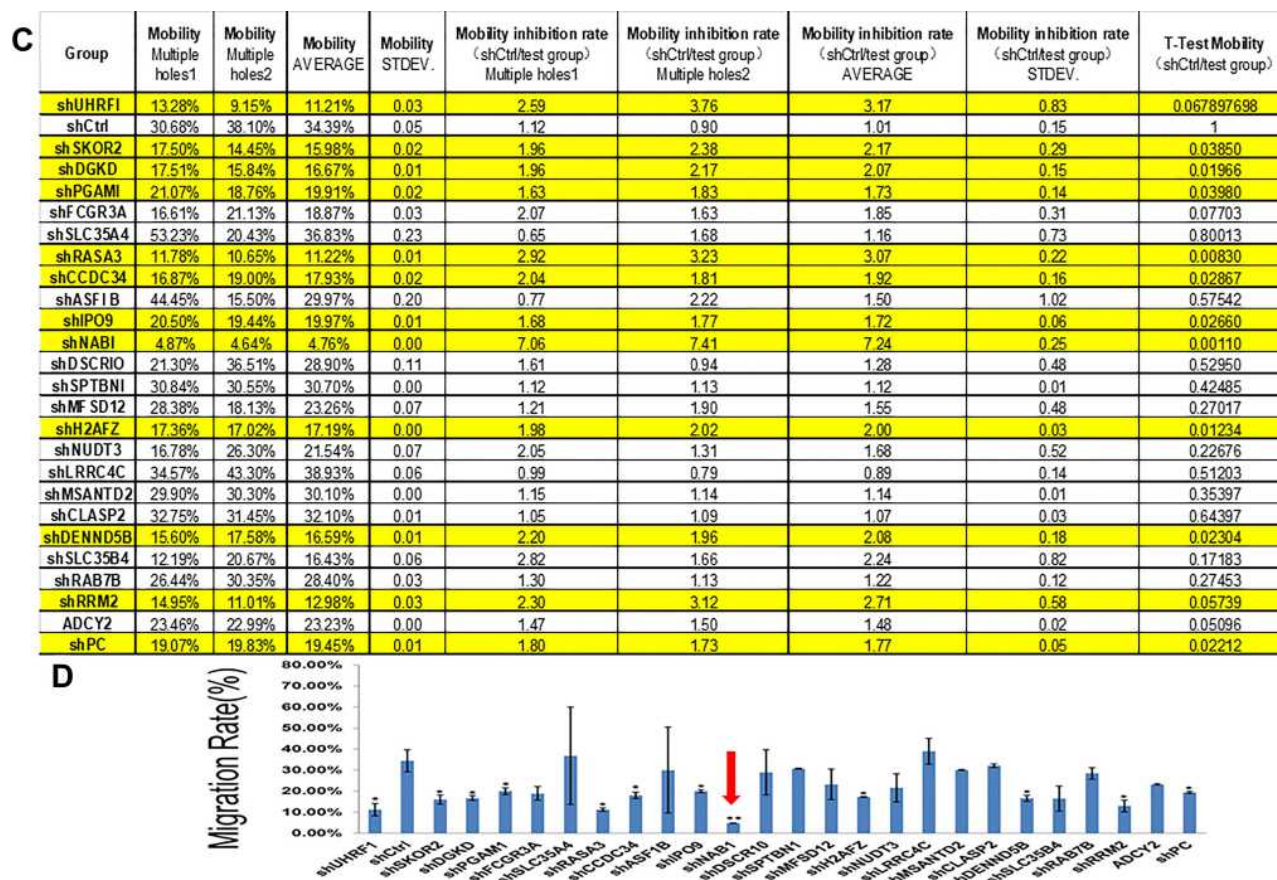 C
Group Mobility Multiple holes1 Mobility Multiple holes2 Mobility AVERAGE Mobility STDEV. Mobility inhibition rate (shCtrl/test group) Multiple holes1 Mobility inhibition rate (shCtrl/test group) Multiple holes2 Mobility inhibition rate (shCtrl/test group) AVERAGE Mobility inhibition rate (shCtrl/test group) STDEV. T-Test Mobility (shCtrl/test group)
shUHRFI 13.28% 9.15% 11.21% 0.03 2.59 3.76 3.17 0.83 0.067897698
shCtrl 30.68% 38.10% 34.39% 0.05 1.12 0.90 1.01 0.15 1
shSKOR2 17.50% 14.45% 15.98% 0.02 1.96 2.38 2.17 0.29 0.03850
shDGKD 17.51% 15.84% 16.67% 0.01 1.96 2.17 2.07 0.15 0.01966
shPGAMI 21.07% 18.76% 19.91% 0.02 1.63 1.83 1.73 0.14 0.03980
shFCGR3A 16.61% 21.13% 18.87% 0.03 2.07 1.63 1.85 0.31 0.07703
shSLC35A4 53.23% 20.43% 36.83% 0.23 0.65 1.68 1.16 0.73 0.80013
shRASA3 11.78% 10.65% 11.22% 0.01 2.92 3.23 3.07 0.22 0.00830
shCCDC34 16.87% 19.00% 17.93% 0.02 2.04 1.81 1.92 0.16 0.02867
shASFIB 44.45% 15.50% 29.97% 0.20 0.77 2.22 1.50 1.02 0.57542
shIPO9 20.50% 19.44% 19.97% 0.01 1.68 1.77 1.72 0.06 0.02660
shNABI 4.87% 4.64% 4.76% 0.00 7.06 7.41 7.24 0.25 0.00110
shDSCRIO 21.30% 36.51% 28.90% 0.11 1.61 0.94 1.28 0.48 0.52950
shSPTBNI 30.84% 30.55% 30.70% 0.00 1.12 1.13 1.12 0.01 0.42485
shMFSD12 28.38% 18.13% 23.26% 0.07 1.21 1.90 1.55 0.48 0.27017
shH2AFZ 17.36% 17.02% 17.19% 0.00 1.98 2.02 2.00 0.03 0.01234
shNUDT3 16.78% 26.30% 21.54% 0.07 2.05 1.31 1.68 0.52 0.22676
shLRRC4C 34.57% 43.30% 38.93% 0.06 0.99 0.79 0.89 0.14 0.51203
shMSANTD2 29.90% 30.30% 30.10% 0.00 1.15 1.14 1.14 0.01 0.35397
shCLASP2 32.75% 31.45% 32.10% 0.01 1.05 1.09 1.07 0.03 0.64397
shDENND5B 15.60% 17.58% 16.59% 0.01 2.20 1.96 2.08 0.18 0.02304
shSLC35B4 12.19% 20.67% 16.43% 0.06 2.82 1.66 2.24 0.82 0.17183
shRAB7B 26.44% 30.35% 28.40% 0.03 1.30 1.13 1.22 0.12 0.27453
shRRM2 14.95% 11.01% 12.98% 0.03 2.30 3.12 2.71 0.58 0.05739
ADCY2 23.46% 22.99% 23.23% 0.00 1.47 1.50 1.48 0.02 0.05096
shPC 19.07% 19.83% 19.45% 0.01 1.80 1.73 1.77 0.05 0.02212
D
Migration Rate(%)
80.00%
70.00%
60.00%
50.00%
40.00%
30.00%
20.00%
10.00%
0.00%
* * * * * * * * ** * * * *
shUHRF1 shCtrl shSKOR2 shDGKD shPGAM1 shFCGR3A shSLC35A4 shRASA3 shCCDC34 shASF1B shIPO9 shNAB1 shDSCR10 shSPTBN1 shMFSD12 shH2AFZ shNUDT3 shLRRC4C shMSANTD2 shCLASP2 shDENND5B shSLC35B4 shRAB7B shRRM2 ADCY2 shPC